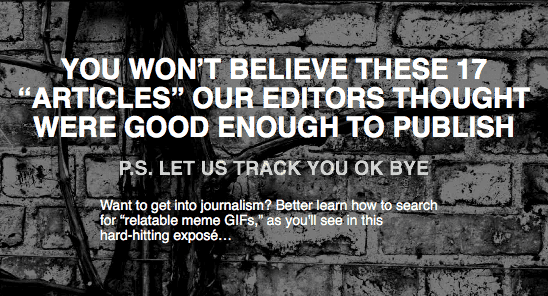 YOU WON’T BELIEVE THESE 17
“ARTICLES” OUR EDITORS THOUGHT
WERE GOOD ENOUGH TO PUBLISH
P.S. LET US TRACK YOU OK BYE
Want to get into journalism? Better learn how to search
for “relatable meme GIFs,” as you'll see in this
hard-hitting exposé…